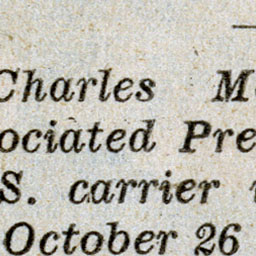 Charles M
ociated Pre
S. carrier
October 26